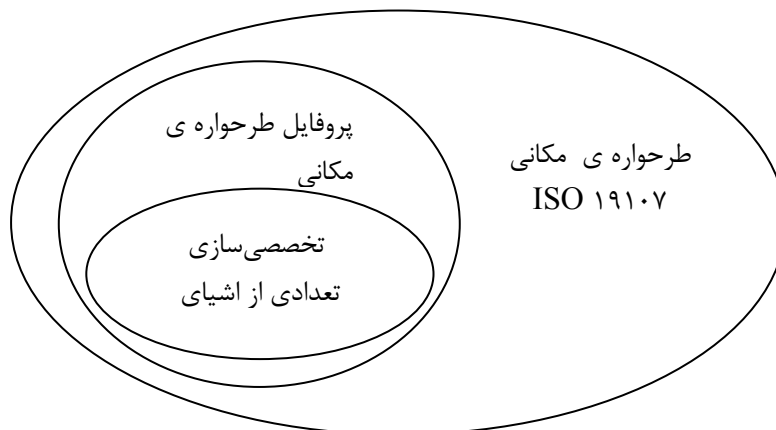 پروفایل طرحواره ی
مکانی
طرحواره ی مکانی
ISO ۱۹۱۰۷
تخصصی‌سازی
تعدادی از اشیای